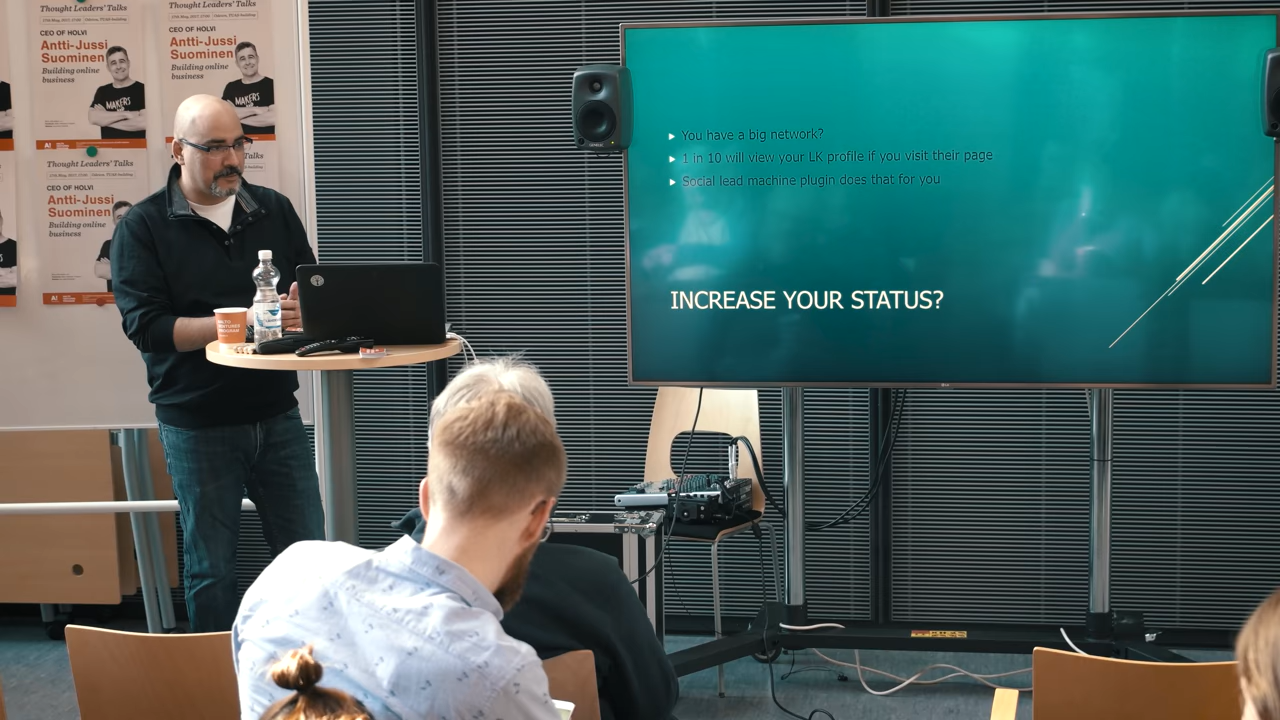 Thought Leaders' Talks
CEO OF HOLVI
Antti-Jussi
Suominen
Building online
business
MAKERS
A!
Thought Leaders' Talks
CEO OF HOLVI
Antti-Jussi
Suominen
Building online
business
MAKERS
Thought Leaders' Talks
CEO OF HOLVI
Antti-Jussi
Suominen
Building online
business
A!
Talks
You have a big network?
1 in 10 will view your LK profile if you visit their page
Social lead machine plugin does that for you
INCREASE YOUR STATUS?